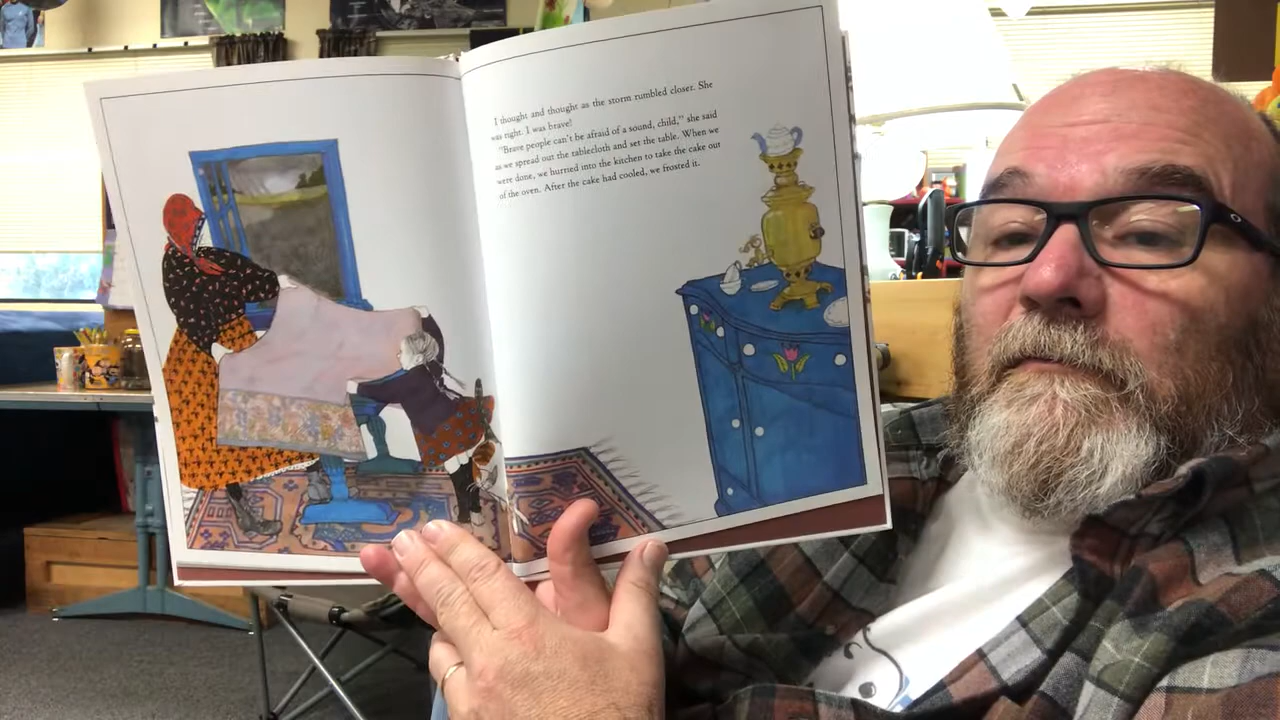 I thought and thought as the storm rumbled closer. She
was right. I was brave!
"Brave people can't be afraid of a sound, child," she said
as we spread out the tablecloth and set the table. When we
were done, we hurried into the kitchen to take the cake out
of the oven. After the cake had cooled, we frosted it.